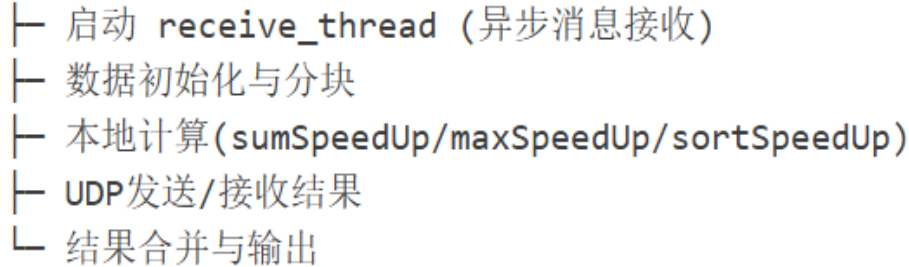 ├─ 启动 receive_thread (异步消息接收)
├─ 数据初始化与分块
├─ 本地计算(sumSpeedUp/maxSpeedUp/sortSpeedUp)
├─ UDP发送/接收结果
└─ 结果合并与输出